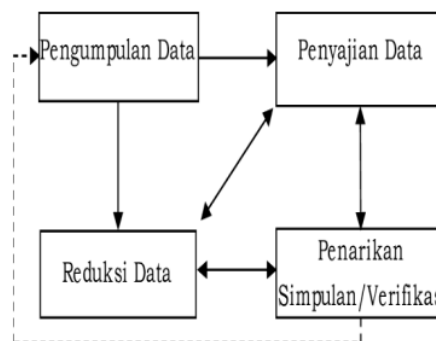 Pengumpulan Data
Penyajian Data
Reduksi Data
Penarikan
Simpulan/Verifikas